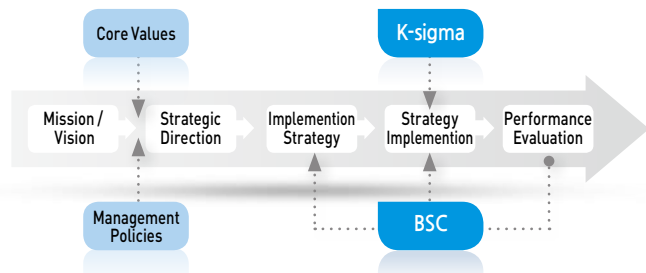 Core Values
K-sigma
Mission /
Vision
Strategic
Direction
Implemention
Strategy
Strategy
Implemention
Performance
Evaluation
Management
Policies
BSC